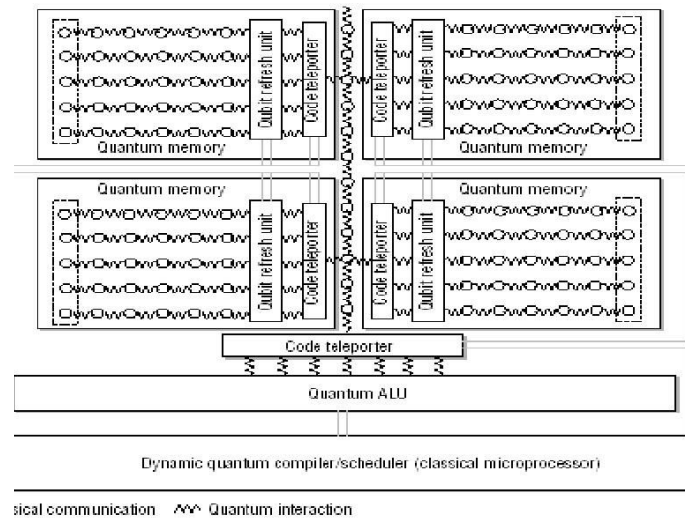 Qubit refresh unit
Code teleporter
Code teleporter
Qubit refresh unit
Quantum memory
Quantum memory
Quantum memory
Quantum memory
Qubit refresh unit
Code teleporter
Code teleporter
Qubit refresh unit
Code teleporter
Quantum ALU
Dynamic quantum compiler/scheduler (classical microprocessor)
sical communication Quantum interaction